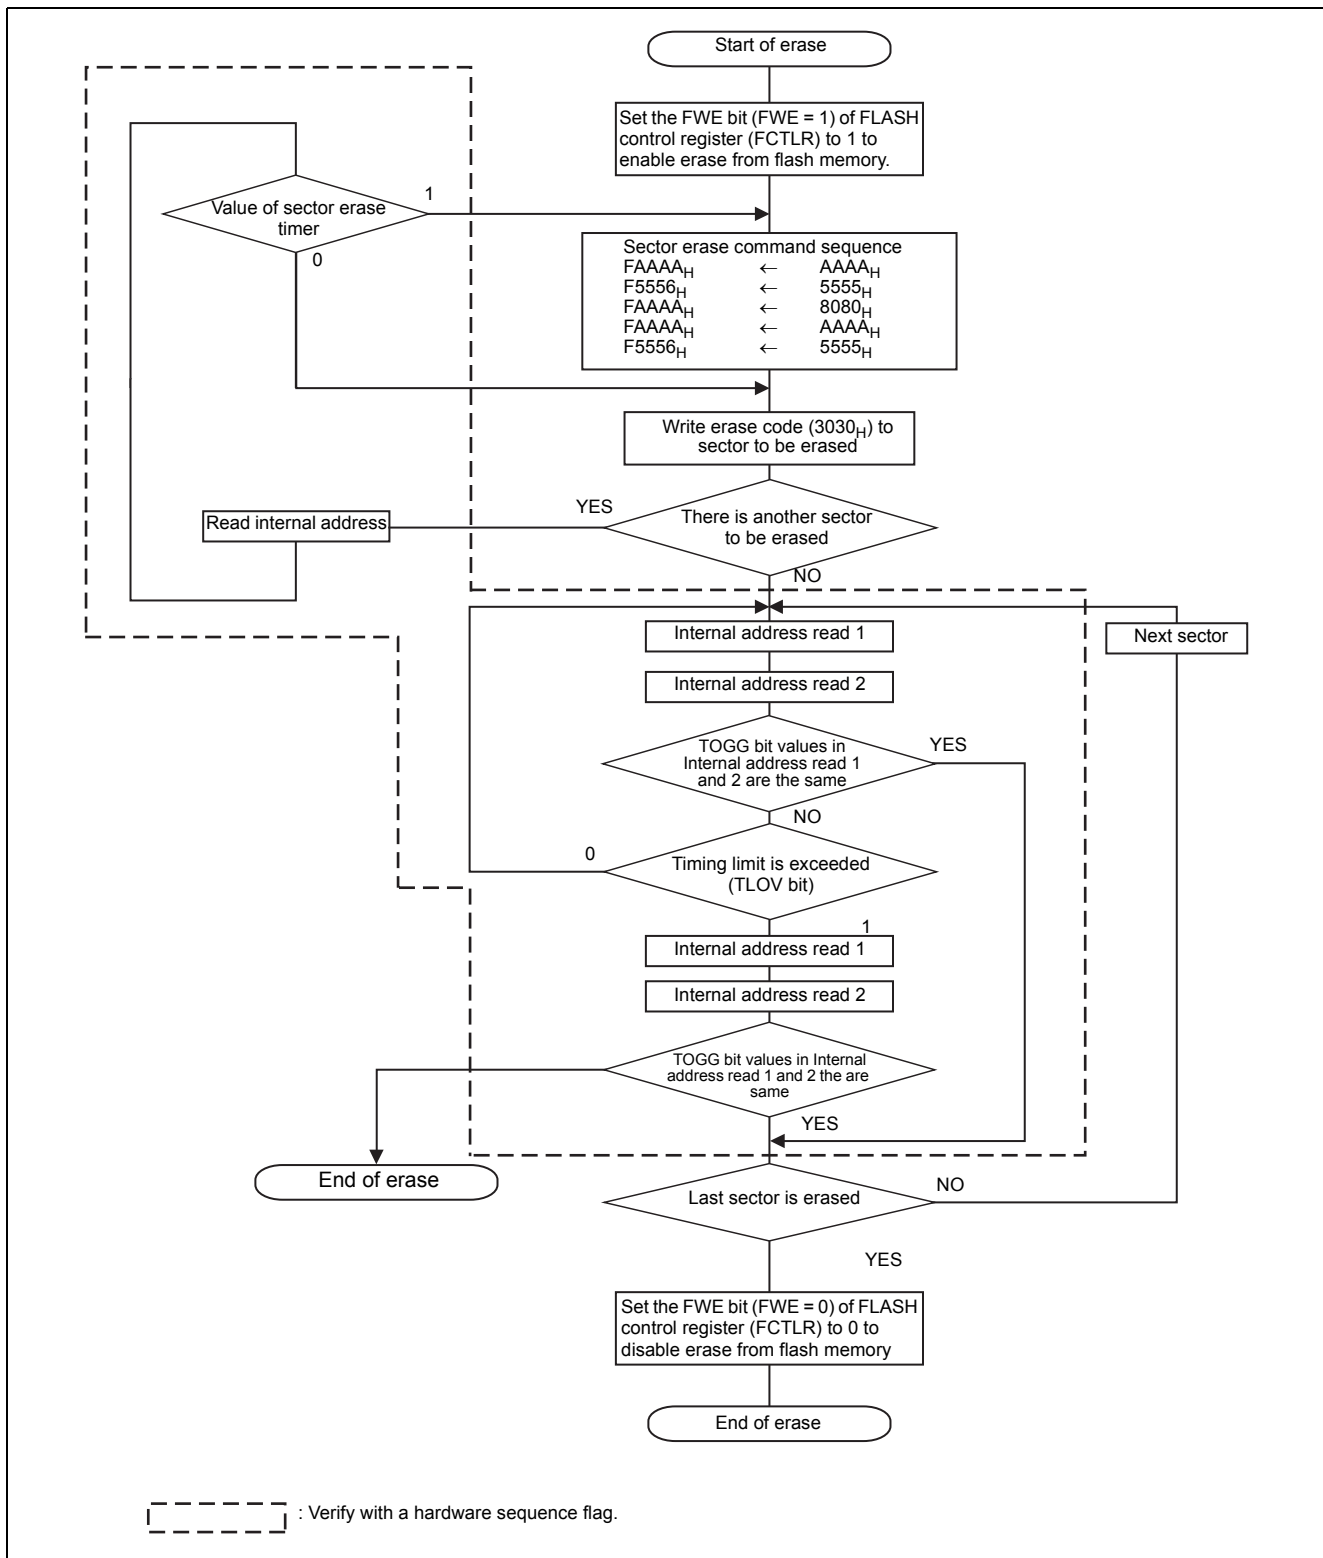 Start of erase
Set the FWE bit (FWE = 1) of FLASH
control register (FCTLR) to 1 to
enable erase from flash memory.
1
Value of sector erase
timer
0
Sector erase command sequence
FAAAAH ← AAAAH
F5556H ← 5555H
FAAAAH ← 8080H
FAAAAH ← AAAAH
F5556H ← 5555H
Write erase code (3030H) to
sector to be erased
YES
Read internal address
There is another sector
to be erased
NO
Internal address read 1
Next sector
Internal address read 2
TOGG bit values in
Internal address read 1
and 2 are the same
YES
NO
0
Timing limit is exceeded
(TLOV bit)
1
Internal address read 1
Internal address read 2
TOGG bit values in Internal
address read 1 and 2 the are
same
YES
End of erase
Last sector is erased
NO
YES
Set the FWE bit (FWE = 0) of FLASH
control register (FCTLR) to 0 to
disable erase from flash memory
End of erase
: Verify with a hardware sequence flag.